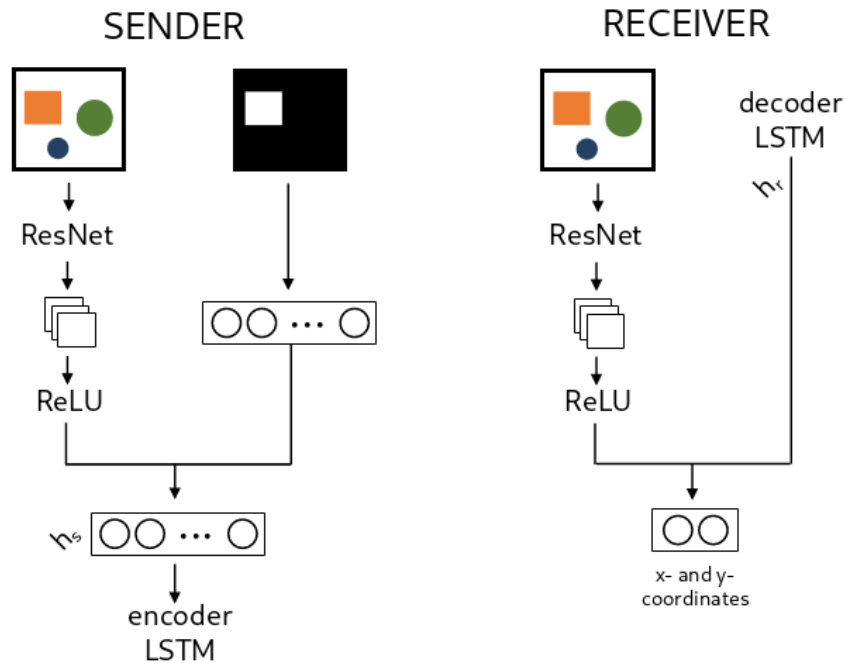 SENDER
ResNet
ReLU
hₛ
encoder
LSTM
RECEIVER
decoder
LSTM
hᵣ
ResNet
ReLU
x- and y-
coordinates